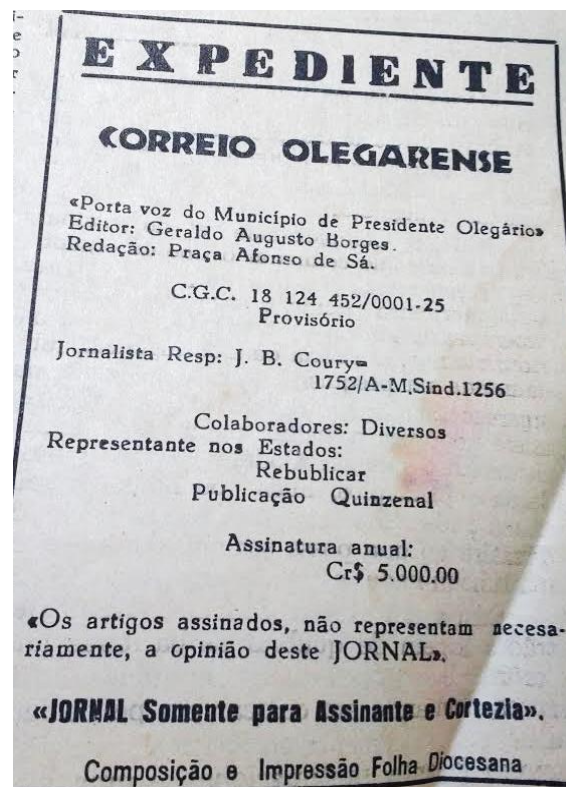 EXPEDIENTE
CORREIO OLEGARENSE
«Porta voz do Município de Presidente Olegário»
Editor: Geraldo Augusto Borges.
Redação: Praça Afonso de Sá.
C.G.C. 18 124 452/0001-25
Provisório
Jornalista Resp: J. B. Coury=
1752/A-M.Sind.1256
Colaboradores: Diversos
Representante nos Estados:
Rebublicar
Publicação Quinzenal
Assinatura anual:
Cr$ 5.000.00
«Os artigos assinados, não representam necesa-
riamente, a opinião deste JORNAL».
«JORNAL Somente para Assinante e Cortezia».
Composição e Impressão Folha Diocesana